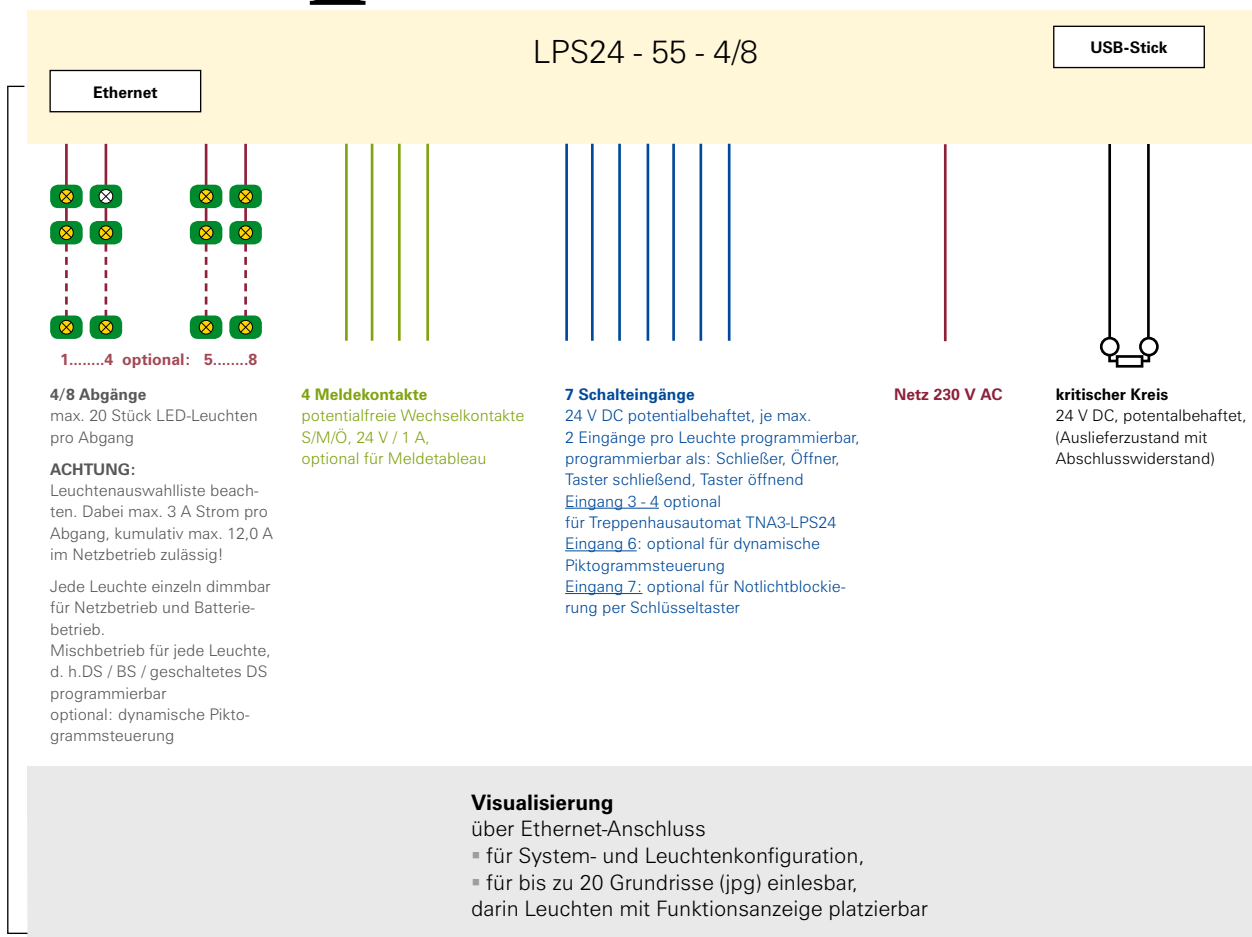 LPS24 - 55 - 4/8
USB-Stick
Ethernet
1........4 optional: 5........8
4/8 Abgänge
max. 20 Stück LED-Leuchten
pro Abgang
ACHTUNG:
Leuchtenauswahlliste beach-
ten. Dabei max. 3 A Strom pro
Abgang, kumulativ max. 12,0 A
im Netzbetrieb zulässig!
Jede Leuchte einzeln dimmbar
für Netzbetrieb und Batterie-
betrieb.
Mischbetrieb für jede Leuchte,
d. h.DS / BS / geschaltetes DS
programmierbar
optional: dynamische Pikto-
grammsteuerung
4 Meldekontakte
potentialfreie Wechselkontakte
S/M/Ö, 24 V / 1 A,
optional für Meldetableau
7 Schalteingänge
24 V DC potentialbehaftet, je max.
2 Eingänge pro Leuchte programmierbar,
programmierbar als: Schließer, Öffner,
Taster schließend, Taster öffnend
Eingang 3 - 4 optional
für Treppenhausautomat TNA3-LPS24
Eingang 6: optional für dynamische
Piktogrammsteuerung
Eingang 7: optional für Notlichtblockie-
rung per Schlüsseltaster
Netz 230 V AC
kritischer Kreis
24 V DC, potentalbehaftet,
(Auslieferzustand mit
Abschlusswiderstand)
Visualisierung
über Ethernet-Anschluss
▪ für System- und Leuchtenkonfiguration,
▪ für bis zu 20 Grundrisse (jpg) einlesbar,
darin Leuchten mit Funktionsanzeige platzierbar